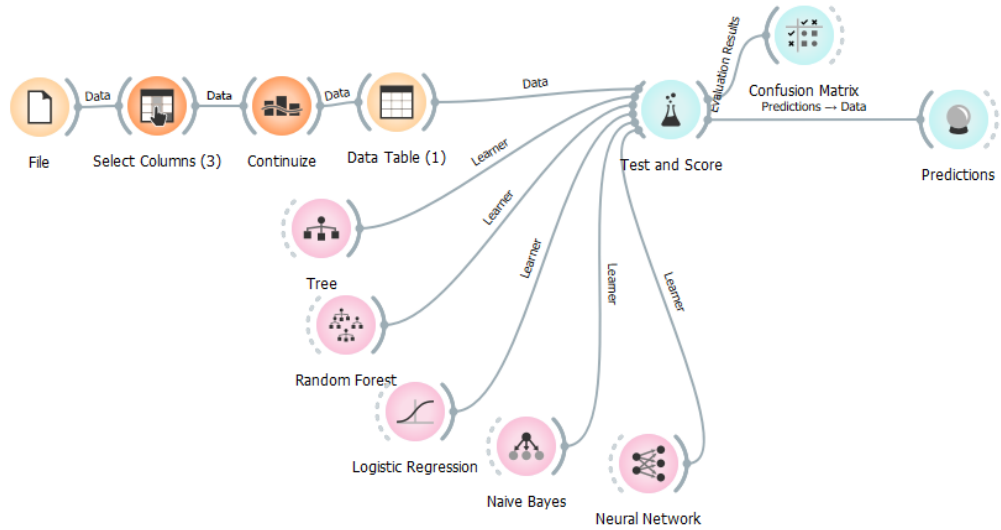 Evaluation Results
Data
Data
Data
Data
Confusion Matrix
Predictions → Data
File
Select Columns (3)
Continuize
Data Table (1)
Test and Score
Predictions
Learner
Learner
Learner
Learner
Learner
Tree
Random Forest
Logistic Regression
Naive Bayes
Neural Network